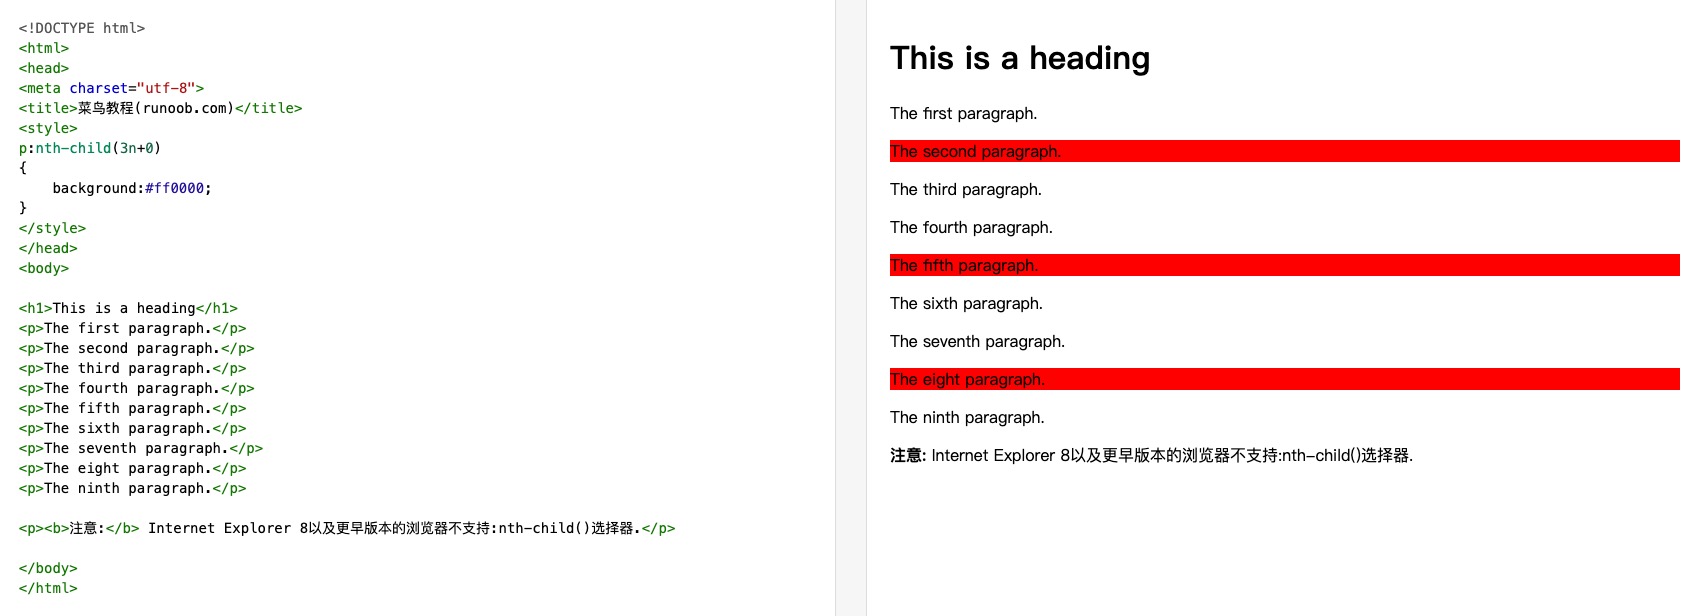 <!DOCTYPE html>
<html>
<head>
<meta charset="utf-8">
<title>菜鸟教程(runoob.com)</title>
<style>
p:nth-child(3n+0)
{
    background:#ff0000;
}
</style>
</head>
<body>

<h1>This is a heading</h1>
<p>The first paragraph.</p>
<p>The second paragraph.</p>
<p>The third paragraph.</p>
<p>The fourth paragraph.</p>
<p>The fifth paragraph.</p>
<p>The sixth paragraph.</p>
<p>The seventh paragraph.</p>
<p>The eight paragraph.</p>
<p>The ninth paragraph.</p>

<p><b>注意:</b> Internet Explorer 8以及更早版本的浏览器不支持:nth-child()选择器.</p>

</body>
</html>
This is a heading
The first paragraph.
The second paragraph.
The third paragraph.
The fourth paragraph.
The fifth paragraph.
The sixth paragraph.
The seventh paragraph.
The eight paragraph.
The ninth paragraph.
注意: Internet Explorer 8以及更早版本的浏览器不支持:nth-child()选择器.